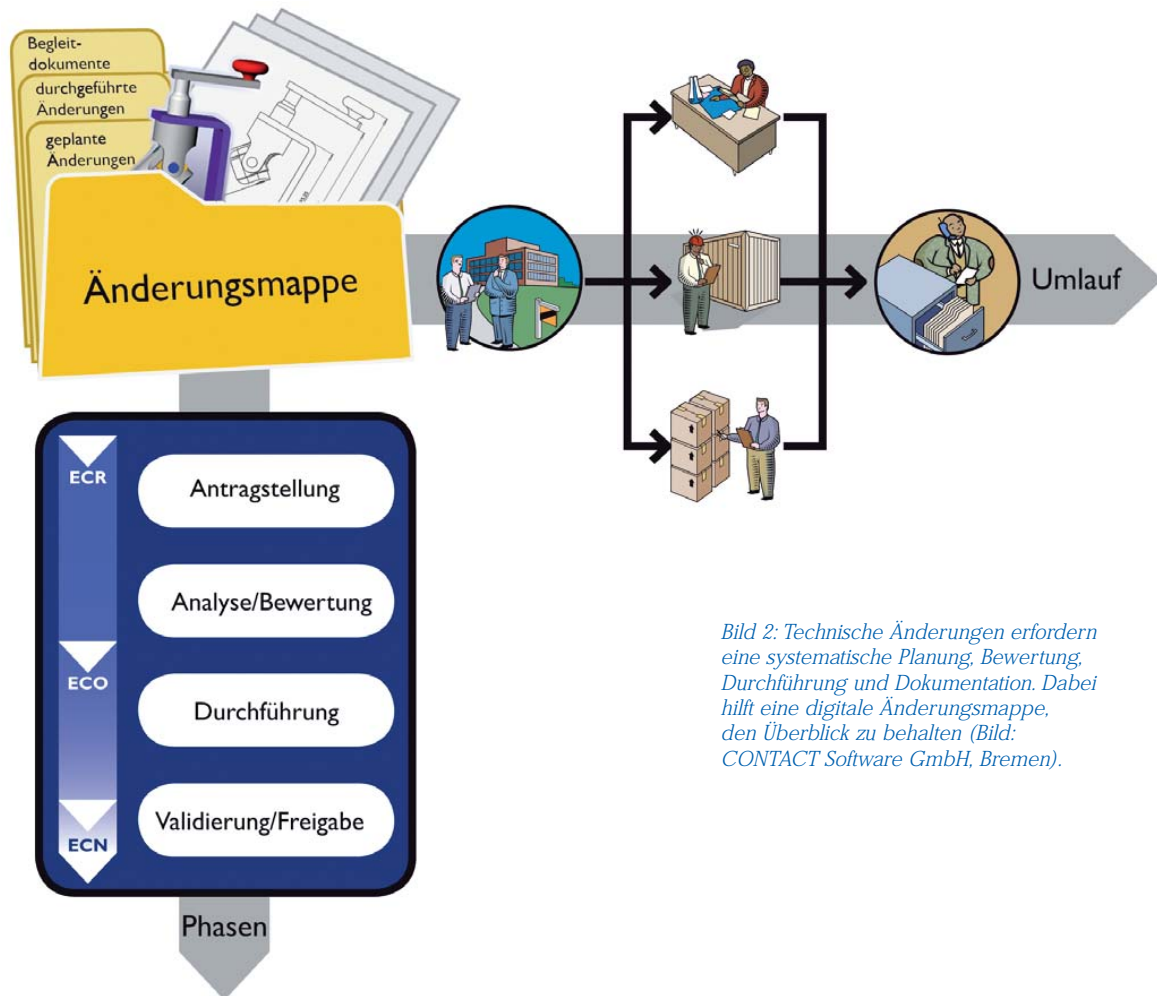 Begleit-
dokumente
durchgeführte
Änderungen
geplante
Änderungen
Änderungsmappe
Umlauf
ECR
Antragstellung
Analyse/Bewertung
ECO
Durchführung
Validierung/Freigabe
ECN
Phasen
Bild 2: Technische Änderungen erfordern
eine systematische Planung, Bewertung,
Durchführung und Dokumentation. Dabei
hilft eine digitale Änderungsmappe,
den Überblick zu behalten (Bild:
CONTACT Software GmbH, Bremen).